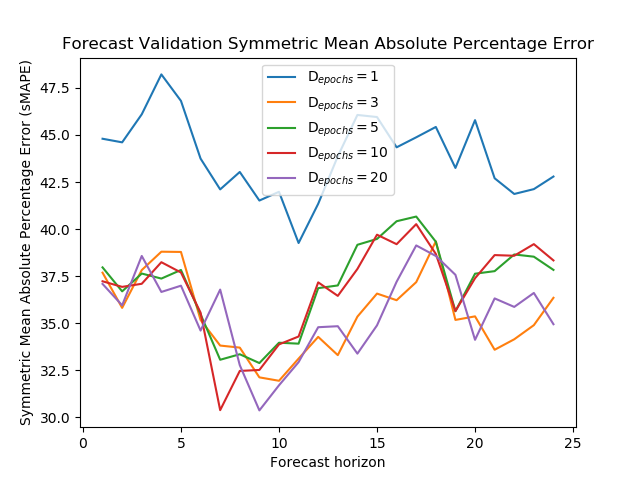 Forecast Validation Symmetric Mean Absolute Percentage Error
Symmetric Mean Absolute Percentage Error (sMAPE)
47.5
45.0
42.5
40.0
37.5
35.0
32.5
30.0
D_epochs = 1
D_epochs = 3
D_epochs = 5
D_epochs = 10
D_epochs = 20
0 5 10 15 20 25
Forecast horizon